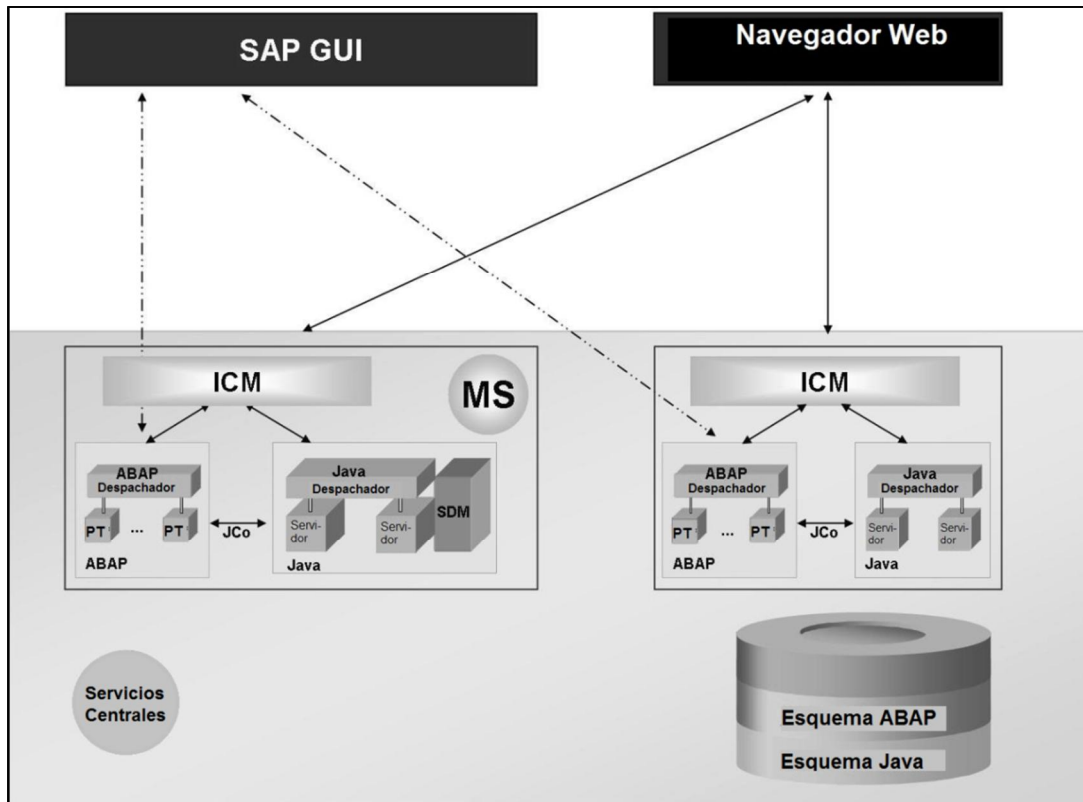 SAP GUI
Navegador Web
ICM
MS
ABAP
Despachador
PT
...
PT
ABAP
JCo
Java
Despachador
Servi-
dor
Servi-
dor
SDM
Java
ICM
ABAP
Despachador
PT
...
PT
ABAP
JCo
Java
Despachador
Servi-
dor
Servi-
dor
Java
Servicios
Centrales
Esquema ABAP
Esquema Java